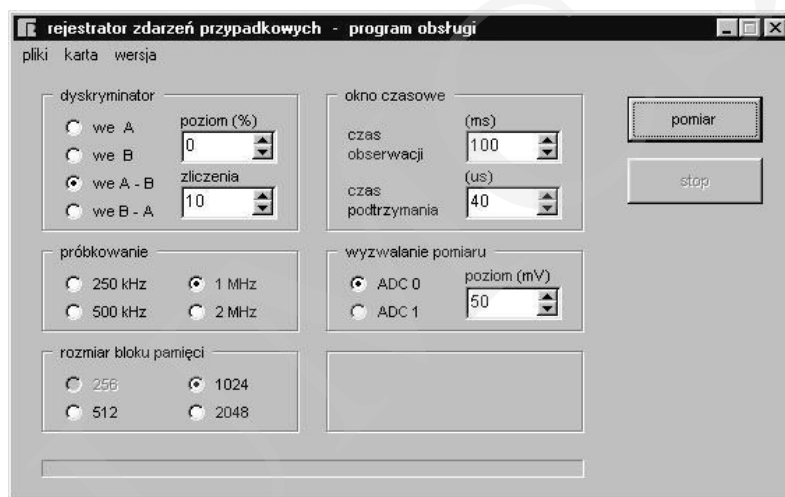 rejestrator zdarzeń przypadkowych - program obsługi
pliki karta wersja
dyskryminator
we A
we B
we A - B
we B - A
poziom (%)
0
zliczenia
10
okno czasowe
czas
obserwacji
(ms)
100
czas
podtrzymania
(us)
40
pomiar
stop
próbkowanie
250 kHz
1 MHz
500 kHz
2 MHz
wyzwalanie pomiaru
ADC 0
ADC 1
poziom (mV)
50
rozmiar bloku pamięci
256
1024
512
2048